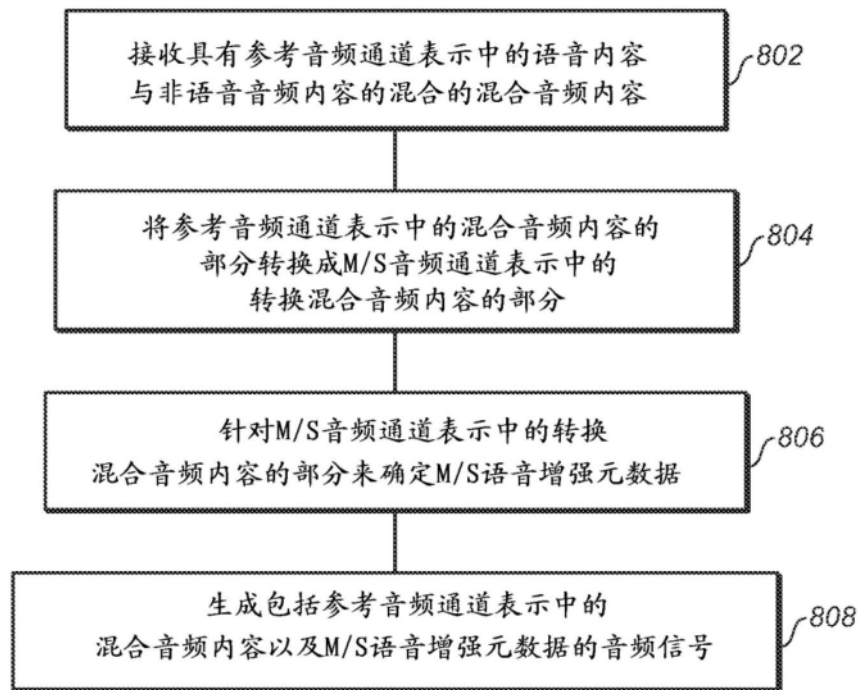 接收具有参考音频通道表示中的语音内容
与非语音音频内容的混合的混合音频内容
802
将参考音频通道表示中的混合音频内容的
部分转换成M/S音频通道表示中的
转换混合音频内容的部分
804
针对M/S音频通道表示中的转换
混合音频内容的部分来确定M/S语音增强元数据
806
生成包括参考音频通道表示中的
混合音频内容以及M/S语音增强元数据的音频信号
808